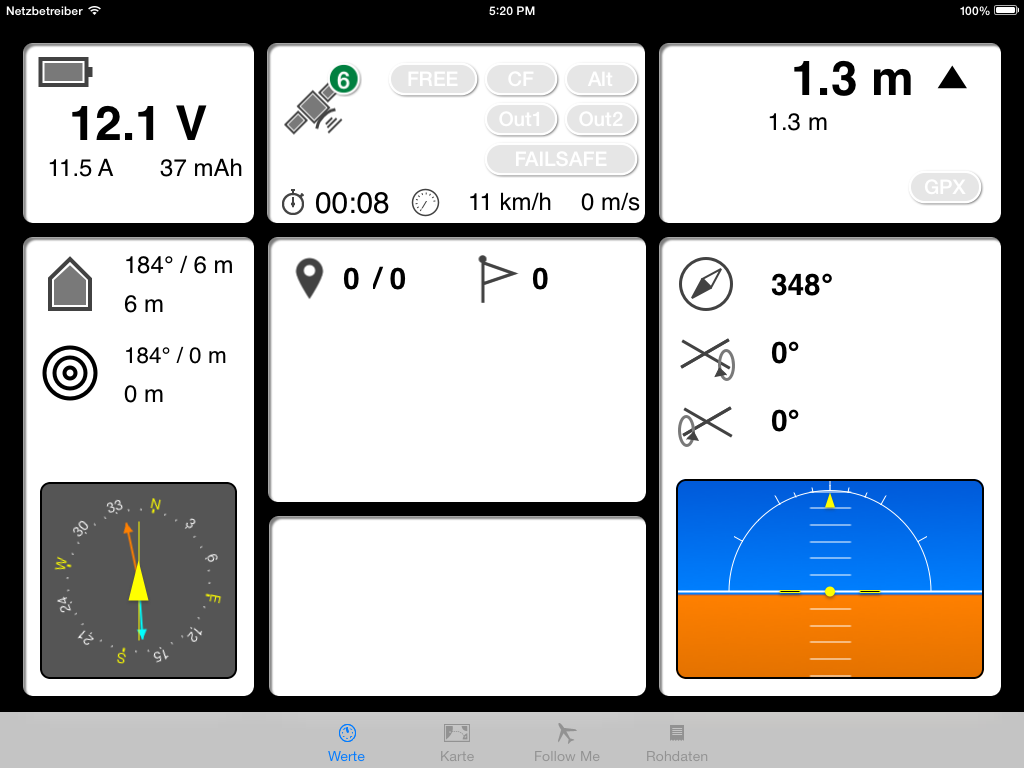 Netzbetreiber 5:20 PM 100%
12.1 V
11.5 A 37 mAh
6
FREE CF Alt
Out1 Out2
FAILSAFE
00:08 11 km/h 0 m/s
1.3 m
1.3 m
GPX
184° / 6 m
6 m
184° / 0 m
0 m
33 N 3 6 E 12 15 S 21 24 W 30
0 / 0 0
348°
0°
0°
Werte Karte Follow Me Rohdaten